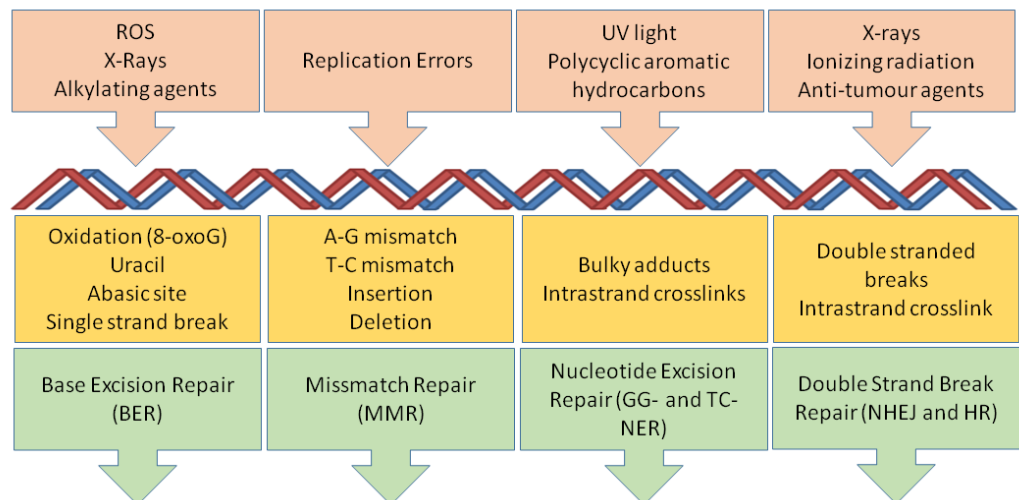 ROS
X-Rays
Alkylating agents
Replication Errors
UV light
Polycyclic aromatic
hydrocarbons
X-rays
Ionizing radiation
Anti-tumour agents
Oxidation (8-oxoG)
Uracil
Abasic site
Single strand break
A-G mismatch
T-C mismatch
Insertion
Deletion
Bulky adducts
Intrastrand crosslinks
Double stranded
breaks
Intrastrand crosslink
Base Excision Repair
(BER)
Missmatch Repair
(MMR)
Nucleotide Excision
Repair (GG- and TC-
NER)
Double Strand Break
Repair (NHEJ and HR)